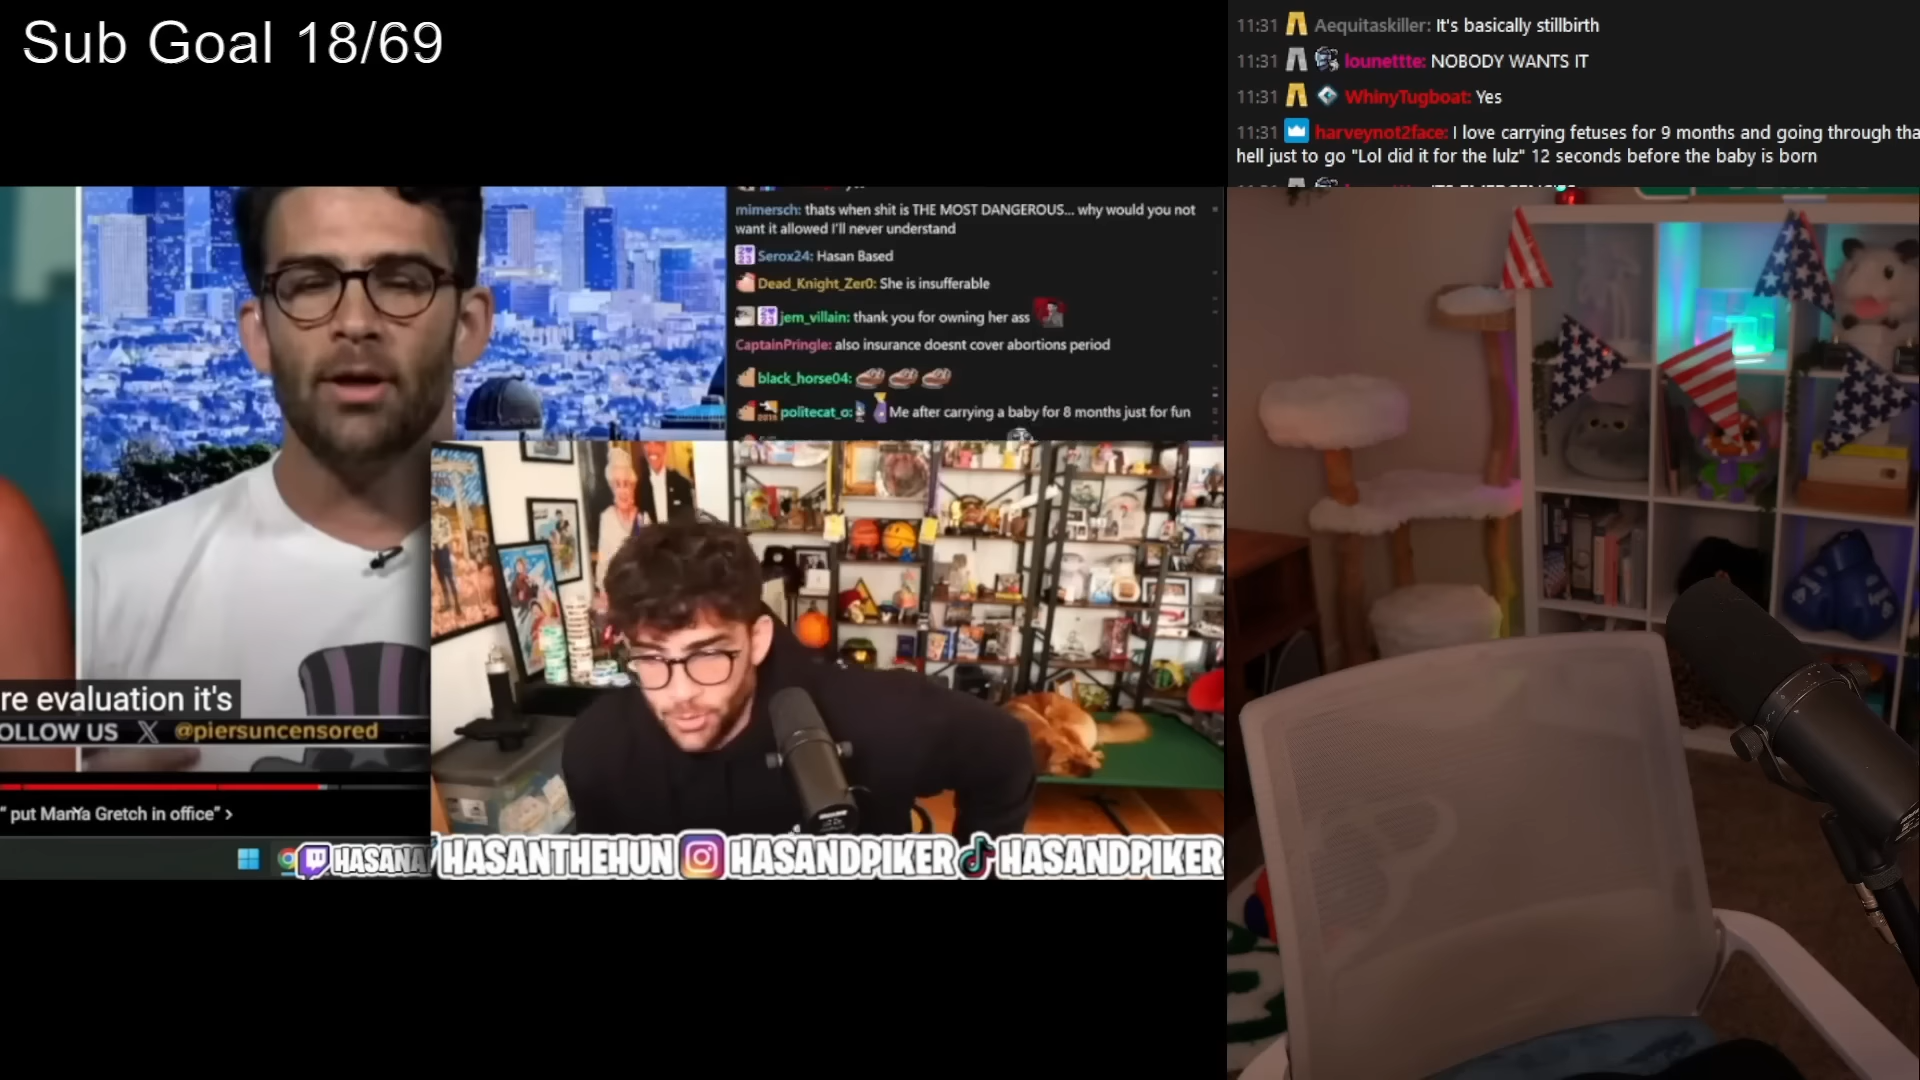 Sub Goal 18/69
11:31 Aequitaskiller: It's basically stillbirth
11:31 lounettte: NOBODY WANTS IT
11:31 WhinyTugboat: Yes
11:31 harveynot2face: I love carrying fetuses for 9 months and going through tha
hell just to go "Lol did it for the lulz" 12 seconds before the baby is born
mimersch: thats when shit is THE MOST DANGEROUS... why would you not
want it allowed I'll never understand
Serox24: Hasan Based
Dead_Knight_Zer0: She is insufferable
jem_villain: thank you for owning her ass
CaptainPringle: also insurance doesnt cover abortions period
black_horse04:
politecat_o: Me after carrying a baby for 8 months just for fun
re evaluation it's
OLLOW US X @piersuncensored
" put Mama Gretch in office" >
HASANA
HASANTHEHUN HASANDPIKER HASANDPIKER